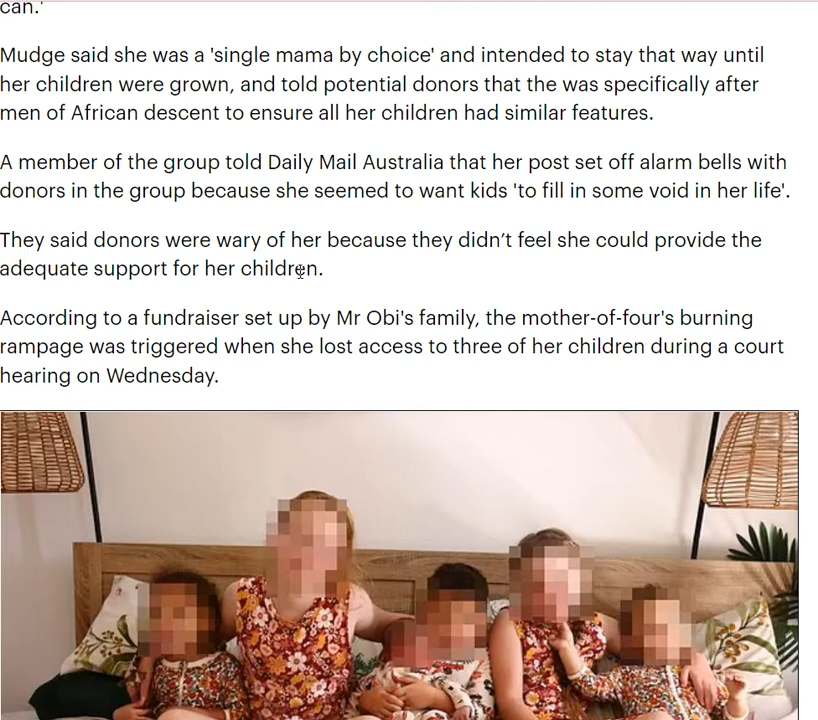 can.'
Mudge said she was a 'single mama by choice' and intended to stay that way until
her children were grown, and told potential donors that the was specifically after
men of African descent to ensure all her children had similar features.
A member of the group told Daily Mail Australia that her post set off alarm bells with
donors in the group because she seemed to want kids 'to fill in some void in her life'.
They said donors were wary of her because they didn’t feel she could provide the
adequate support for her children.
According to a fundraiser set up by Mr Obi's family, the mother-of-four's burning
rampage was triggered when she lost access to three of her children during a court
hearing on Wednesday.